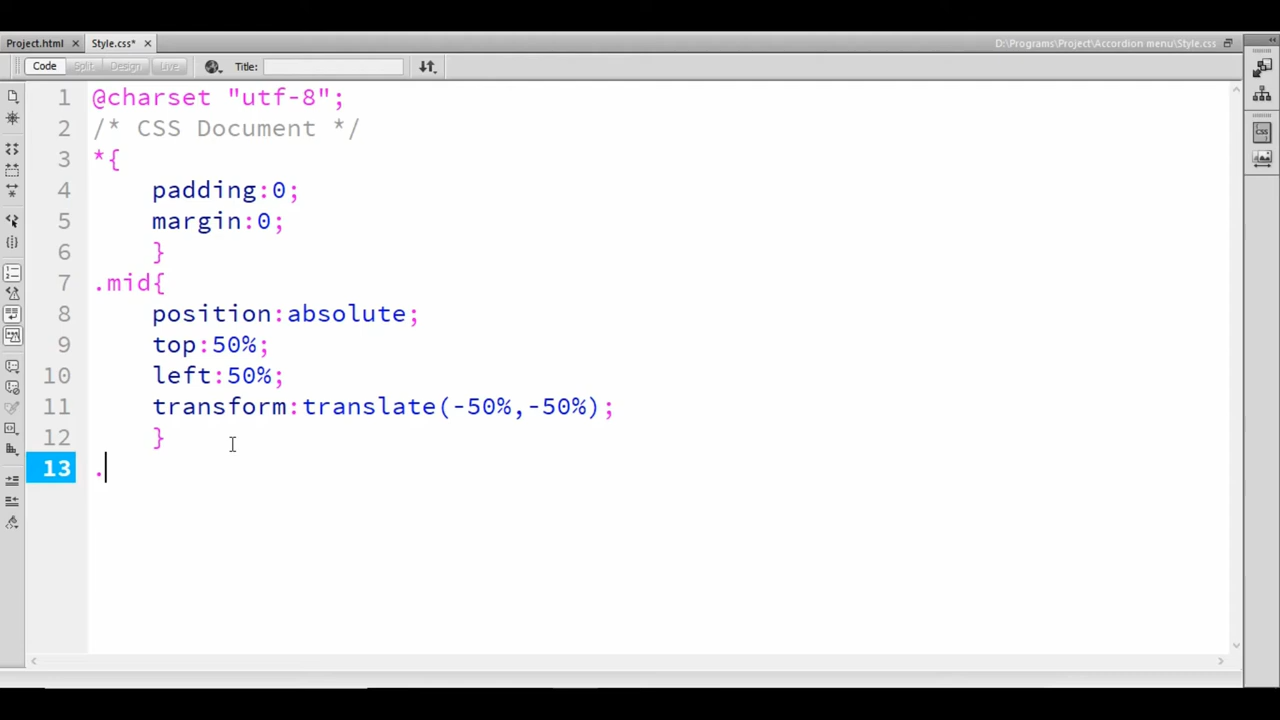 Project.html × Style.css* × D:\Programs\Project\Accordion menu\Style.css
Code Split Design Live Title:
1 @charset "utf-8";
2 /* CSS Document */
3 *{
4 padding:0;
5 margin:0;
6 }
7 .mid{
8 position:absolute;
9 top:50%;
10 left:50%;
11 transform:translate(-50%,-50%);
12 }
13 .